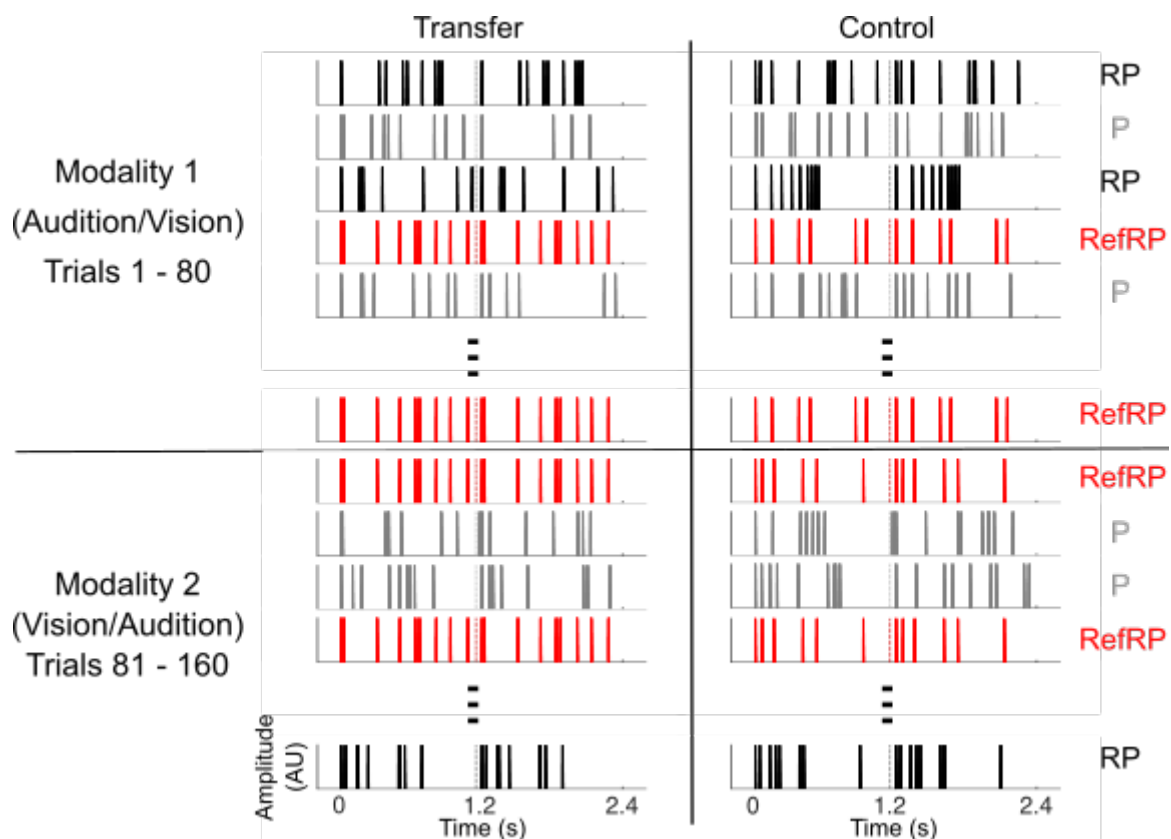 Transfer
Control
RP
P
Modality 1
RP
(Audition/Vision)
RefRP
Trials 1 - 80
P
RefRP
RefRP
P
Modality 2
P
(Vision/Audition)
RefRP
Trials 81 - 160
Amplitude
(AU)
RP
0 1.2 2.4
0 1.2 2.4
Time (s)
Time (s)